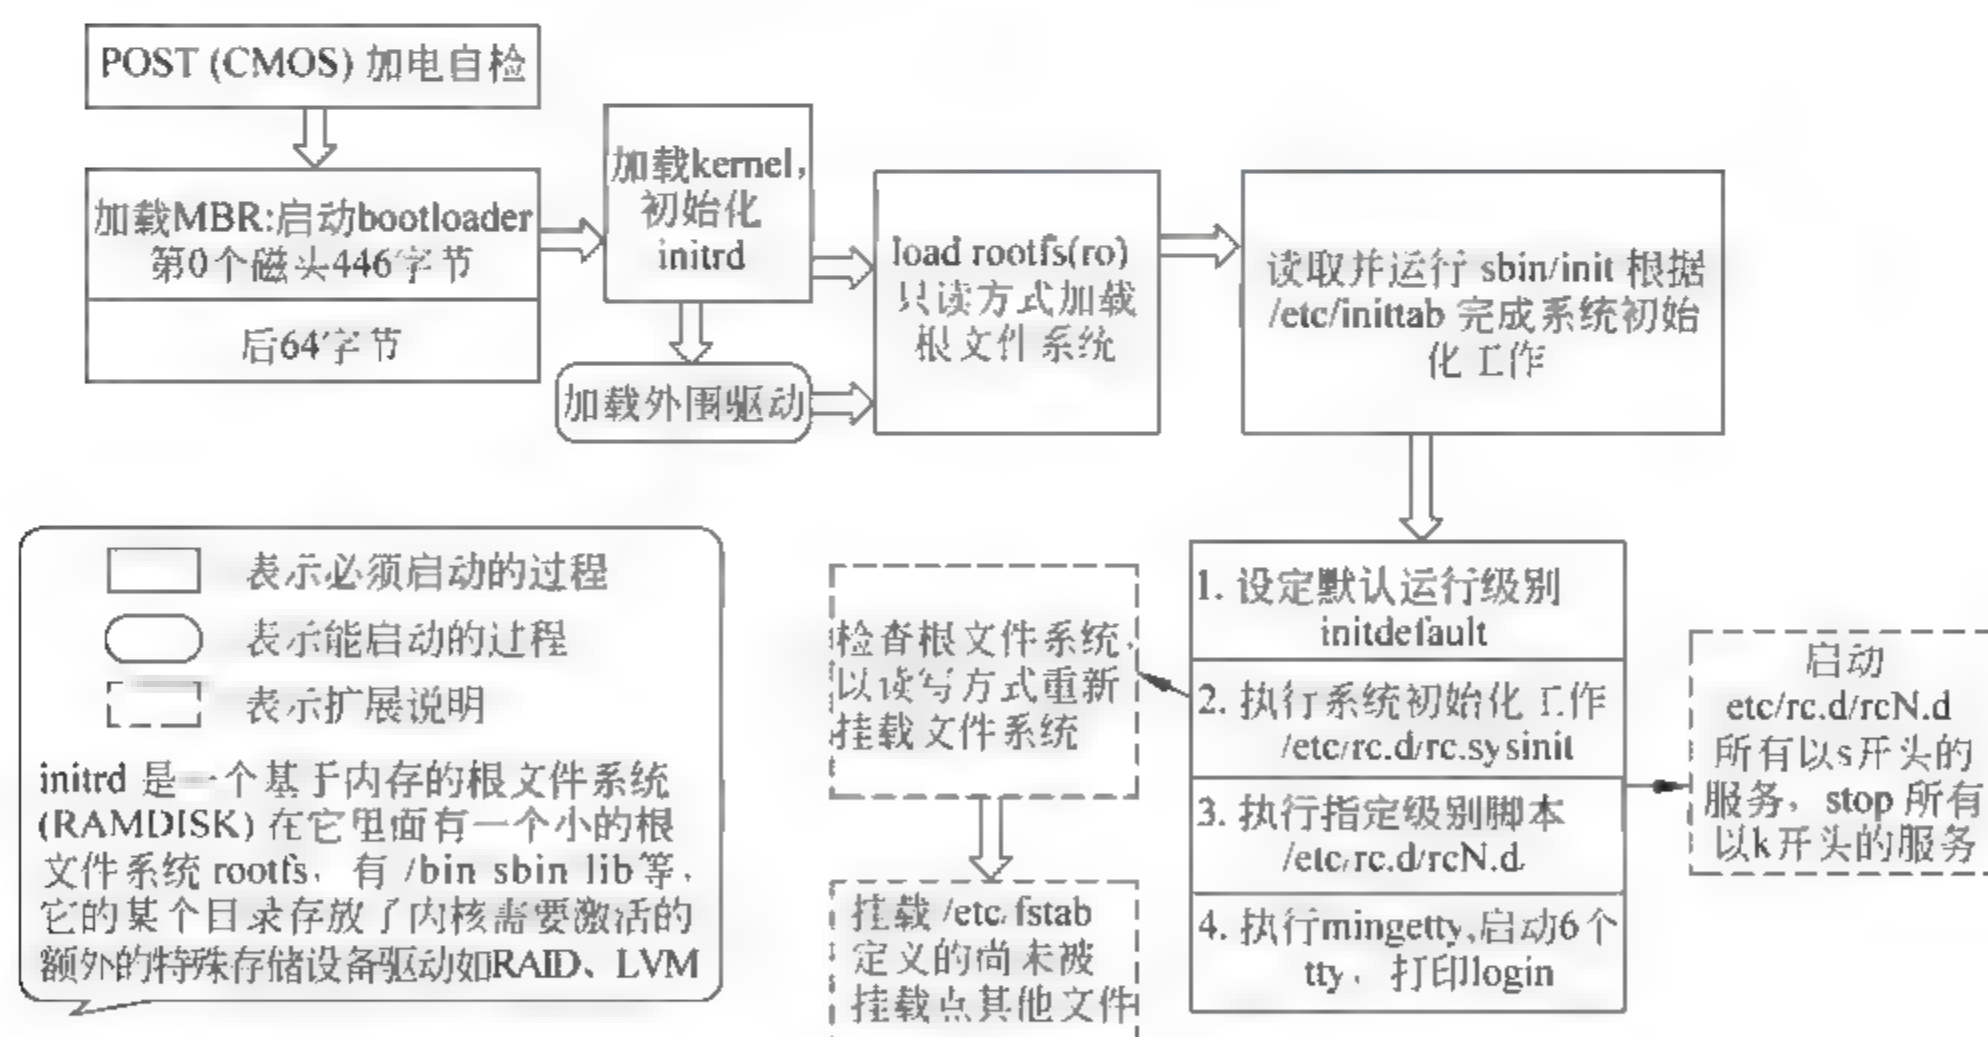 POST (CMOS) 加电自检
加载MBR:启动bootloader
第0个磁头446字节
后64字节
加载kernel,
初始化
initrd
加载外围驱动
load rootfs(ro)
只读方式加载
根文件系统
读取并运行 sbin/init 根据
/etc/inittab 完成系统初始
化工作
1. 设定默认运行级别
initdefault
2. 执行系统初始化工作
/etc/rc.d/rc.sysinit
3. 执行指定级别脚本
/etc/rc.d/rcN.d
4. 执行mingetty,启动6个
tty，打印login
检查根文件系统，
以读写方式重新
挂载文件系统
挂载 /etc/fstab
定义的尚未被
挂载点其他文件
启动
etc/rc.d/rcN.d
所有以s开头的
服务，stop 所有
以k开头的服务
表示必须启动的过程
表示能启动的过程
表示扩展说明
initrd 是一个基于内存的根文件系统
(RAMDISK) 在它里面有一个小的根
文件系统 rootfs，有 /bin sbin lib等，
它的某个目录存放了内核需要激活的
额外的特殊存储设备驱动如RAID、LVM